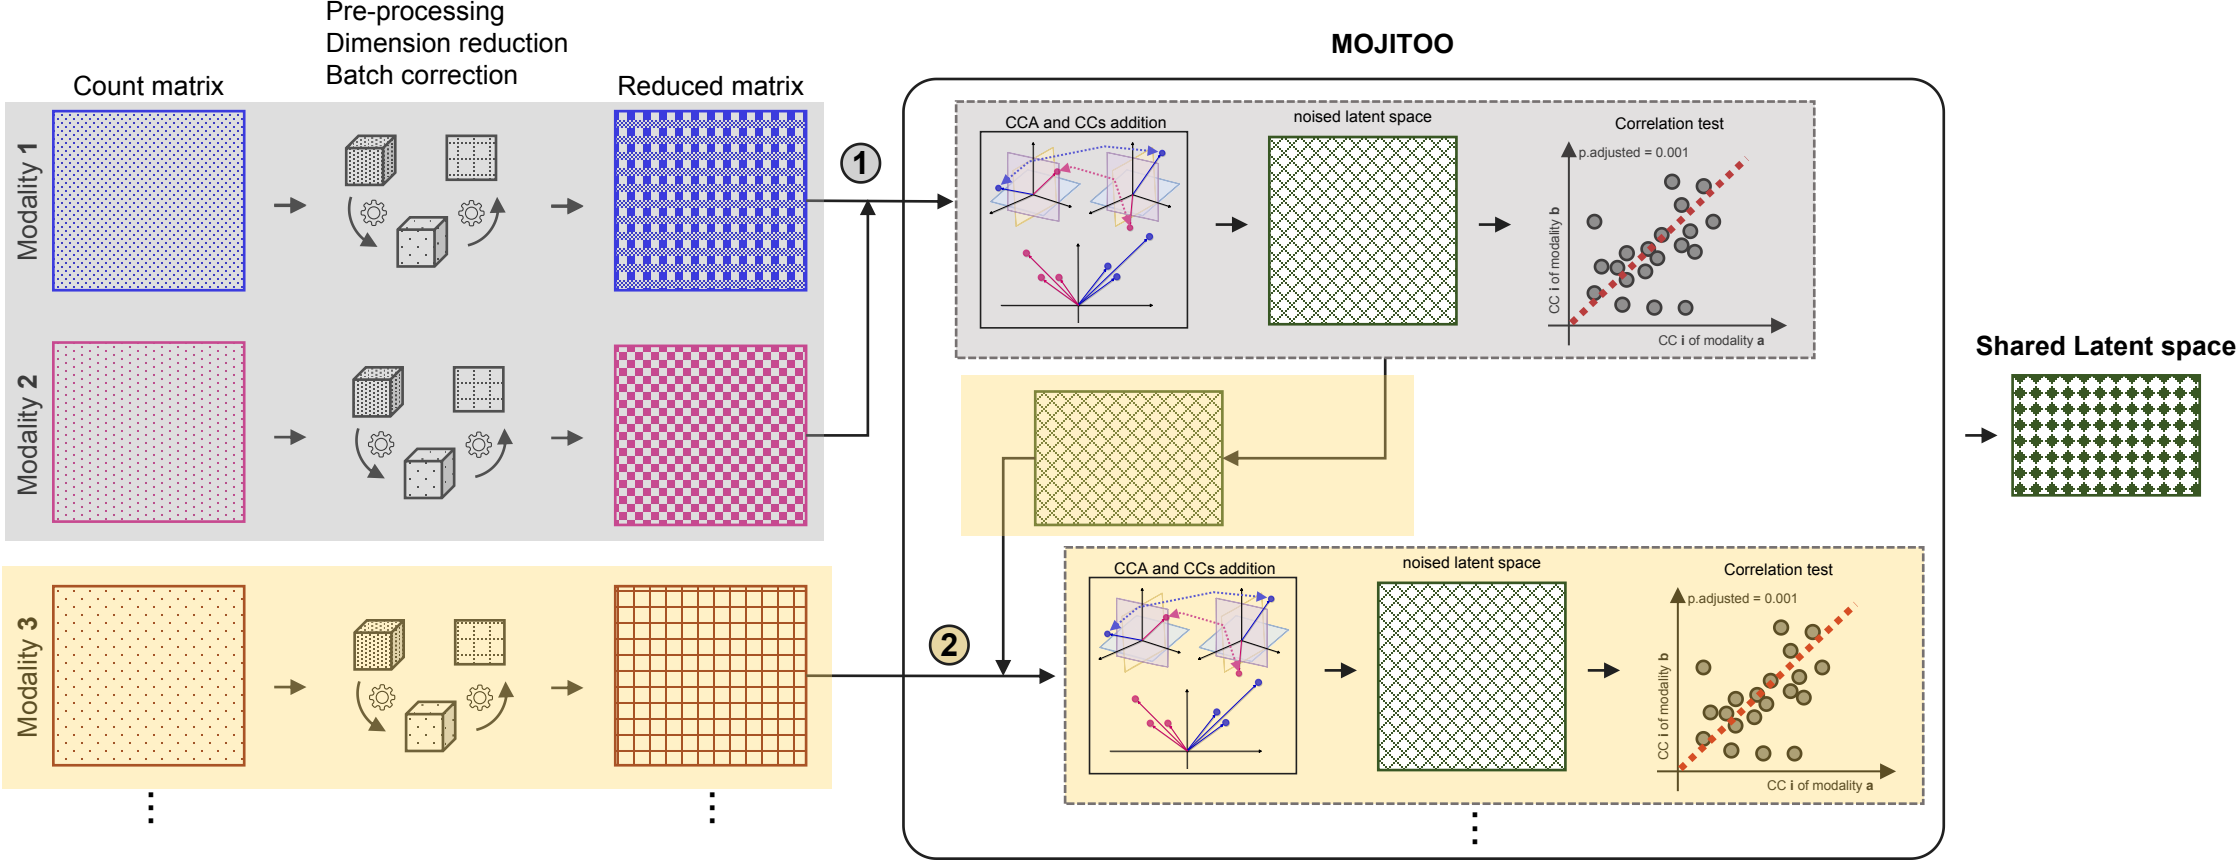 Pre-processing
Dimension reduction
Batch correction
Count matrix
Reduced matrix
MOJITOO
Modality 1
Modality 2
Modality 3
1
CCA and CCs addition
noised latent space
Correlation test
p.adjusted = 0.001
CC i of modality b
CC i of modality a
Shared Latent space
2
CCA and CCs addition
noised latent space
Correlation test
p.adjusted = 0.001
CC i of modality b
CC i of modality a